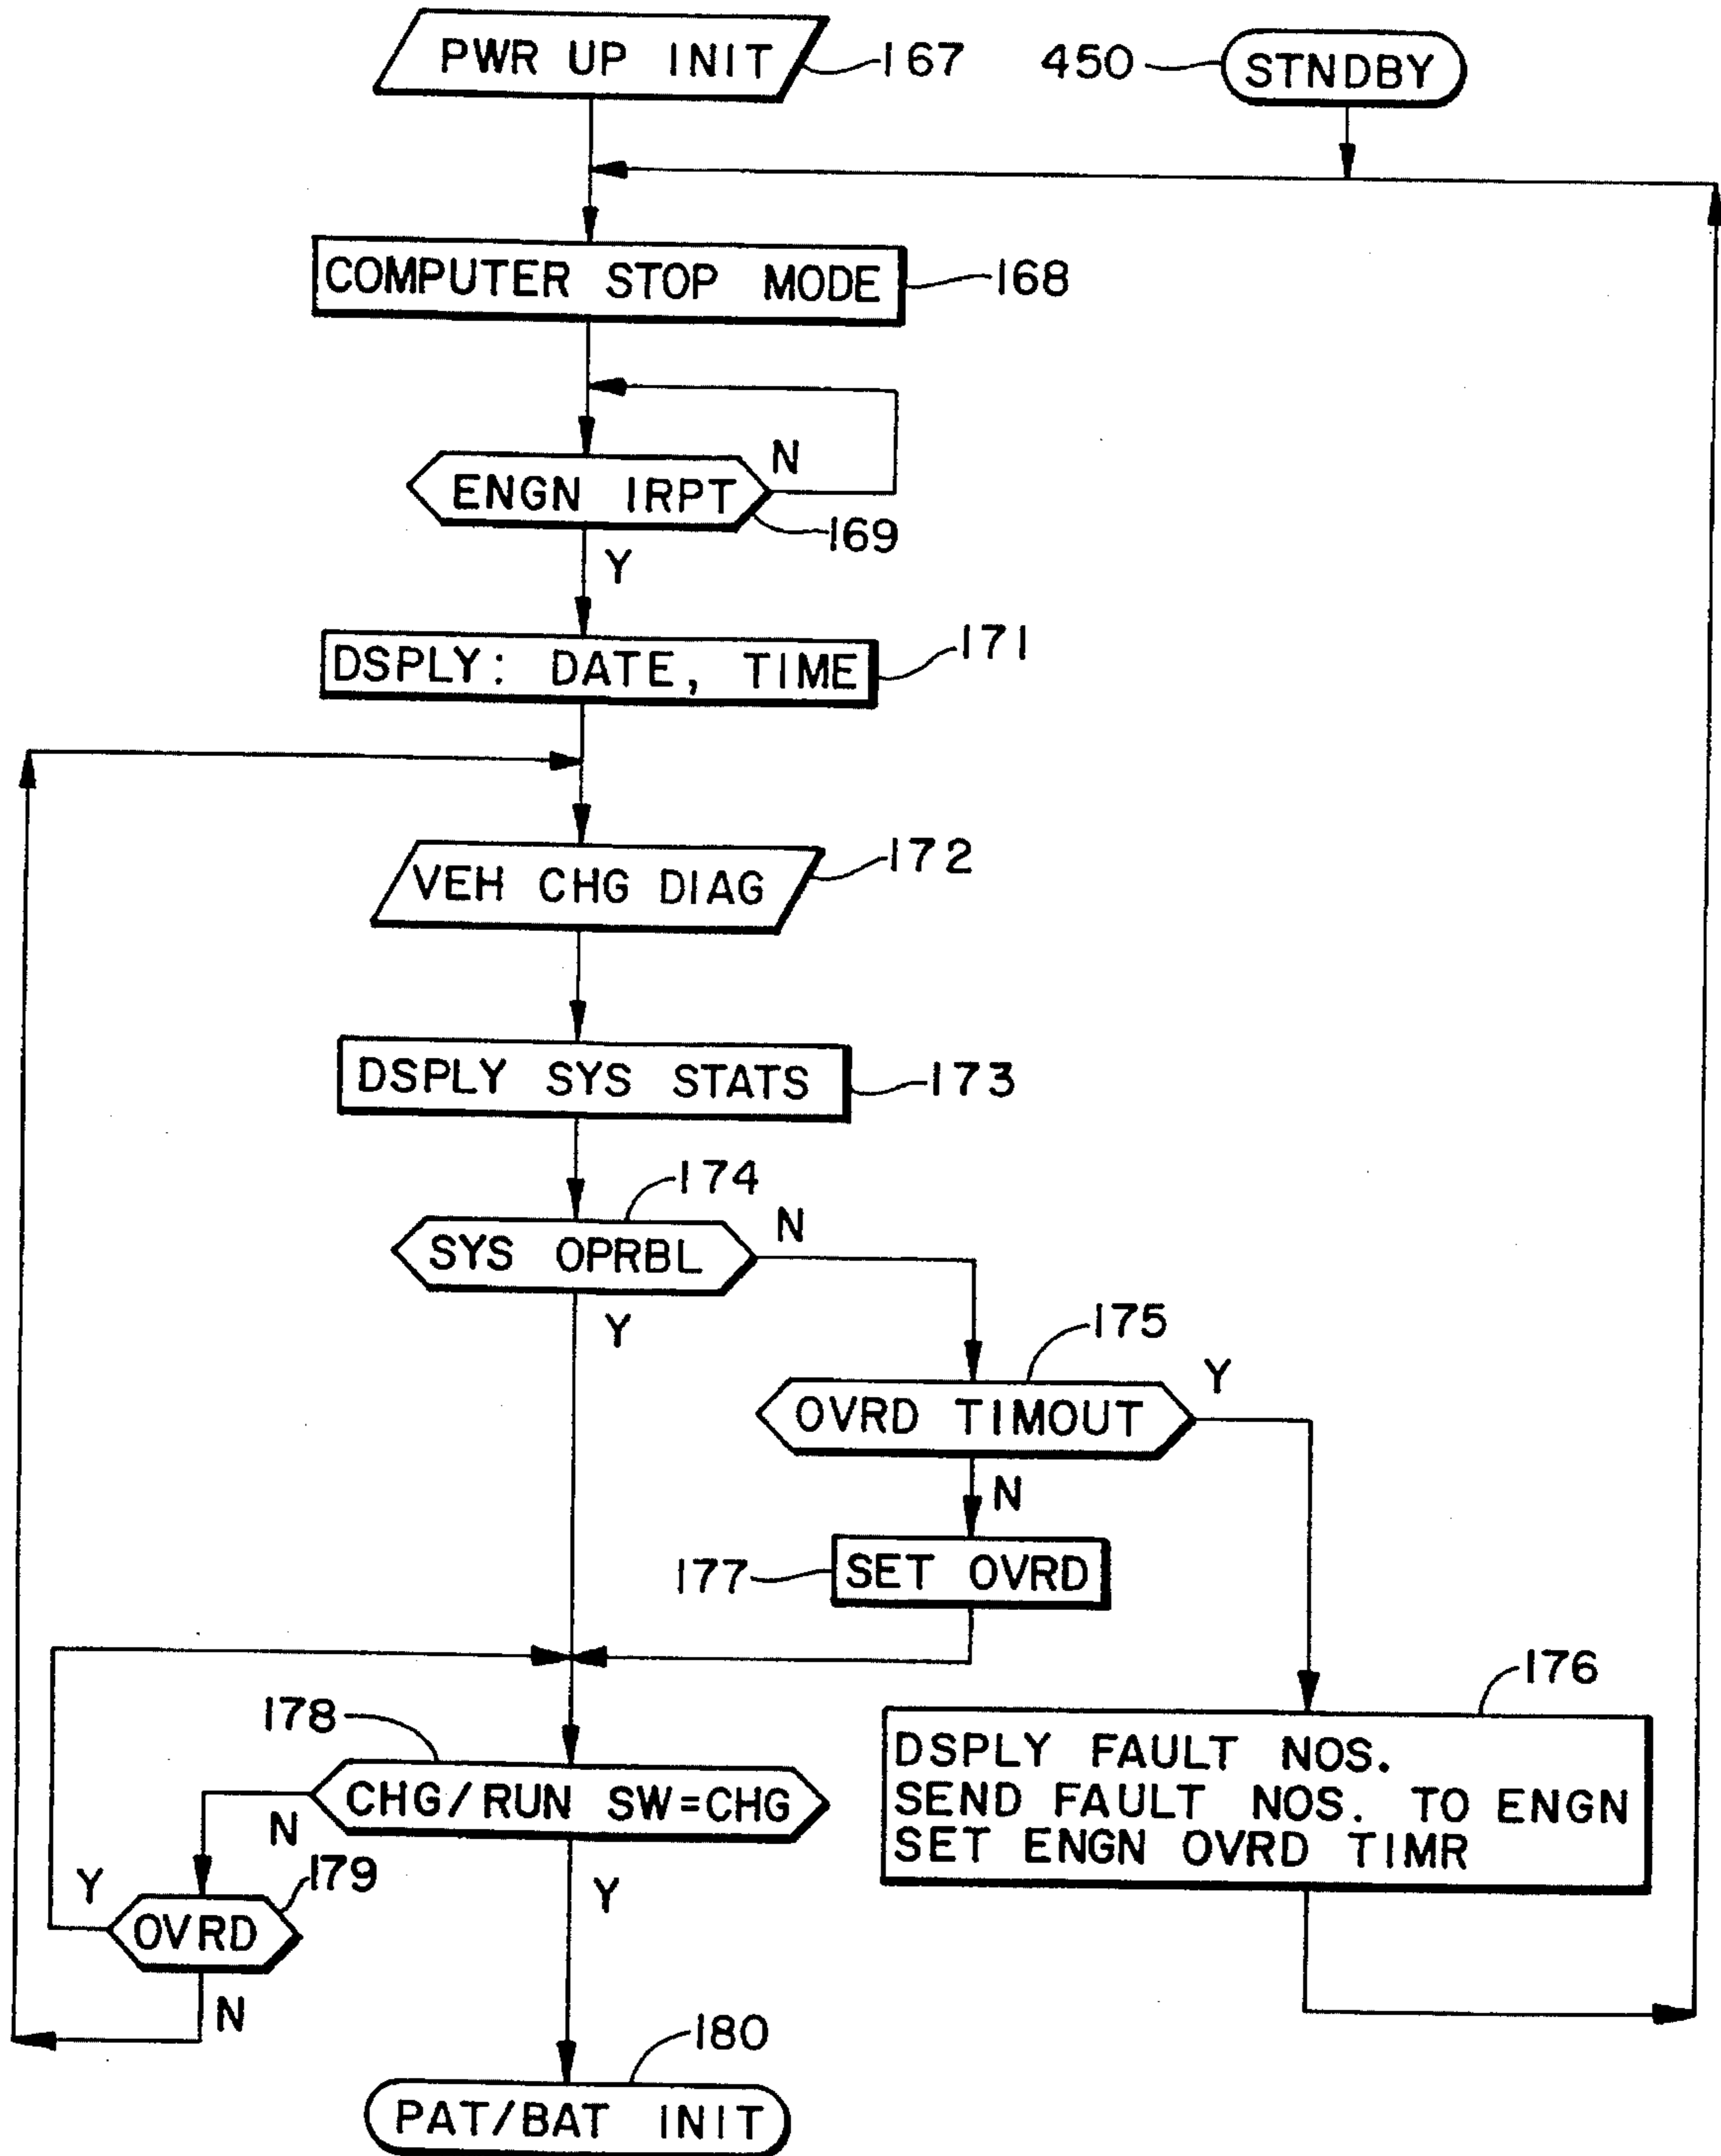 PWR UP INIT
167
450
STNDBY
COMPUTER STOP MODE
168
N
ENGN IRPT
169
Y
DSPLY: DATE, TIME
171
VEH CHG DIAG
172
DSPLY SYS STATS
173
174
SYS OPRBL
N
Y
175
OVRD TIMOUT
Y
N
177
SET OVRD
176
DSPLY FAULT NOS.
SEND FAULT NOS. TO ENGN
SET ENGN OVRD TIMR
178
CHG/RUN SW=CHG
N
Y
179
Y
OVRD
N
180
PAT/BAT INIT